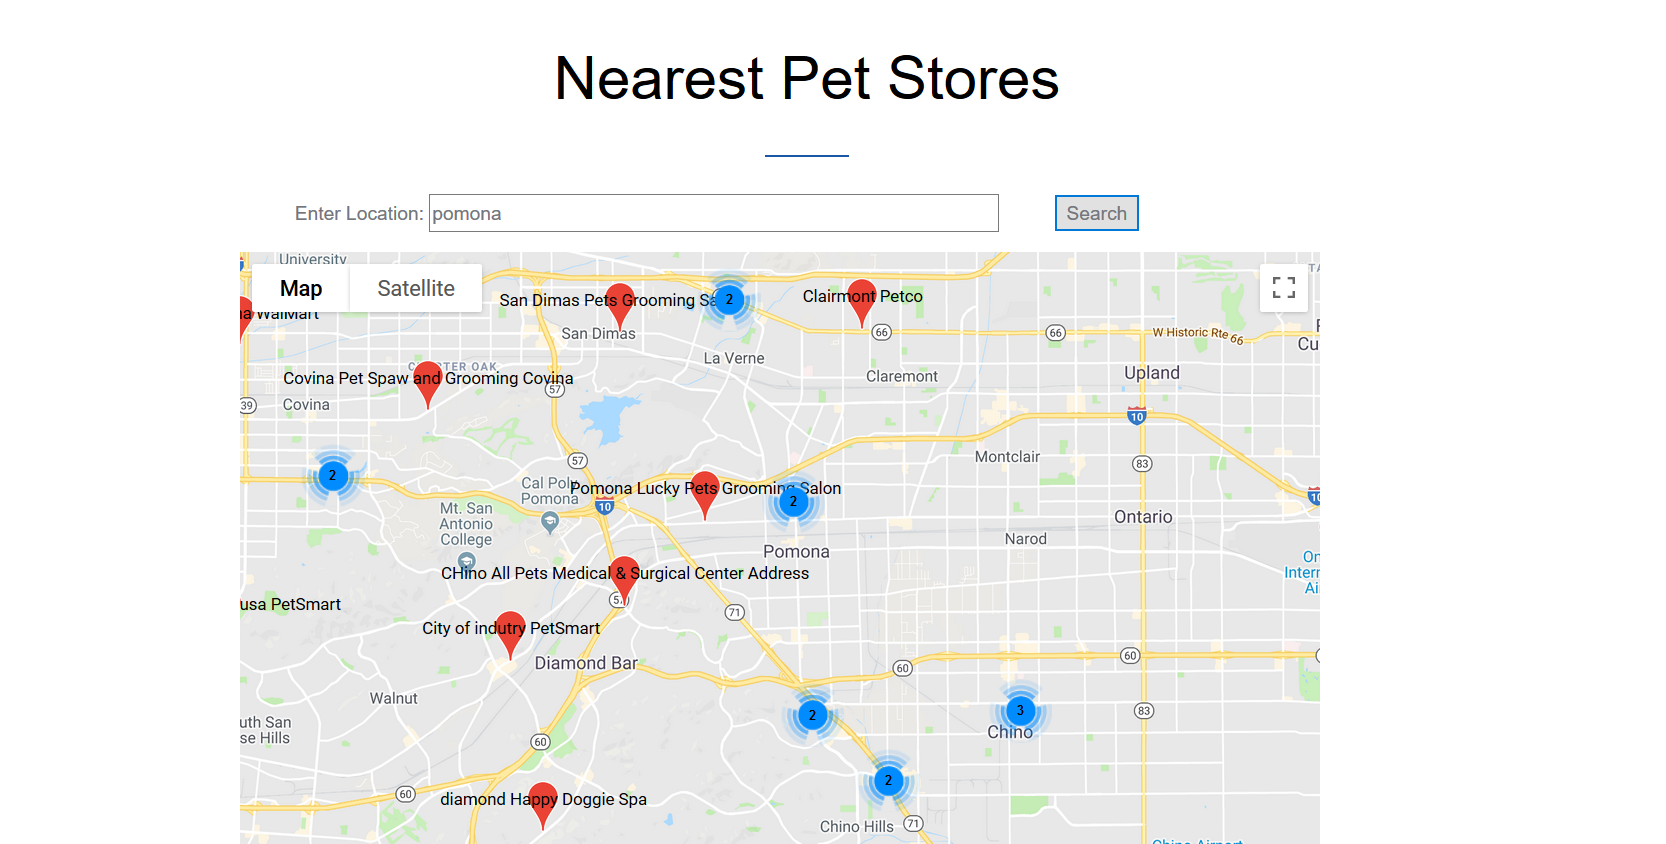 Nearest Pet Stores
Enter Location: pomona
Search
University
Map
Satellite
WalMart
San Dimas Pets Grooming
2
Clairmont Petco
San Dimas
66
66
W Historic Rte 66
La Verne
Claremont
Upland
Covina Pet Spaw and Grooming Covina
57
39
Covina
10
57
Montclair
83
2
Cal Poly
Pomona
Pomona Lucky Pets Grooming Salon
2
10
10
Mt. San
Antonio
College
Ontario
Narod
Pomona
CHino All Pets Medical & Surgical Center Address
57
usa PetSmart
71
City of indutry PetSmart
Diamond Bar
60
60
Walnut
2
3
83
uth San
se Hills
Chino
60
2
60
diamond Happy Doggie Spa
Chino Hills
71
Chino Airport